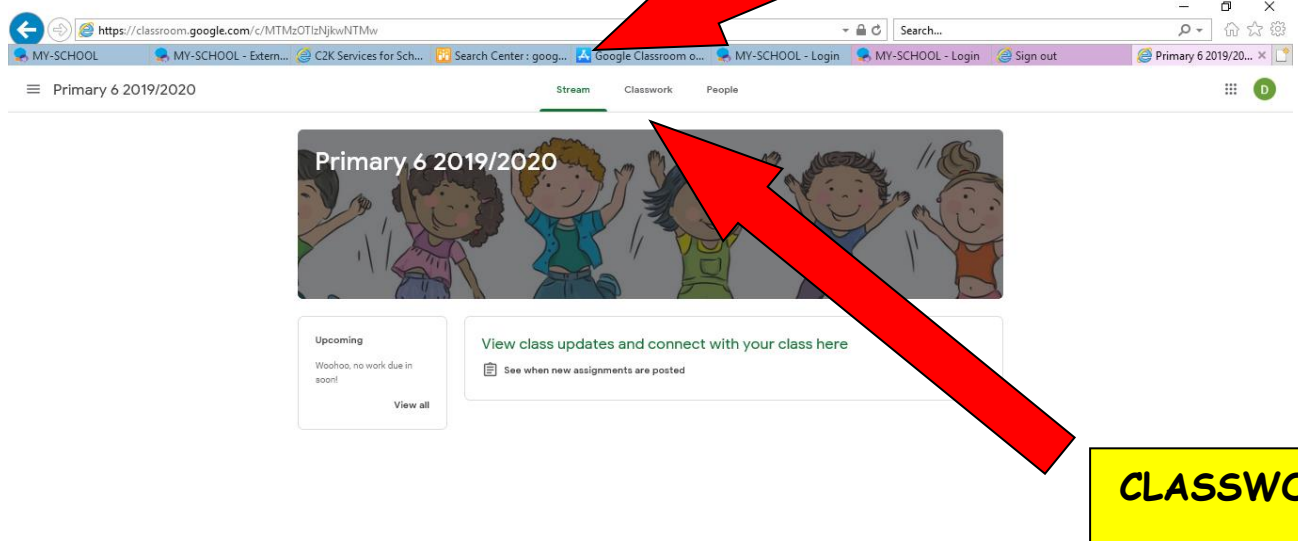 https://classroom.google.com/c/MTMzOTIzNjkwNTMw
Search...
MY-SCHOOL
MY-SCHOOL - Extern...
C2K Services for Sch...
Search Center : goog...
Google Classroom o...
MY-SCHOOL - Login
MY-SCHOOL - Login
Sign out
Primary 6 2019/20...
Primary 6 2019/2020
Stream
Classwork
People
D
Primary 6 2019/2020
Upcoming
Woohoo, no work due in
soon!
View all
View class updates and connect with your class here
See when new assignments are posted
CLASSWO